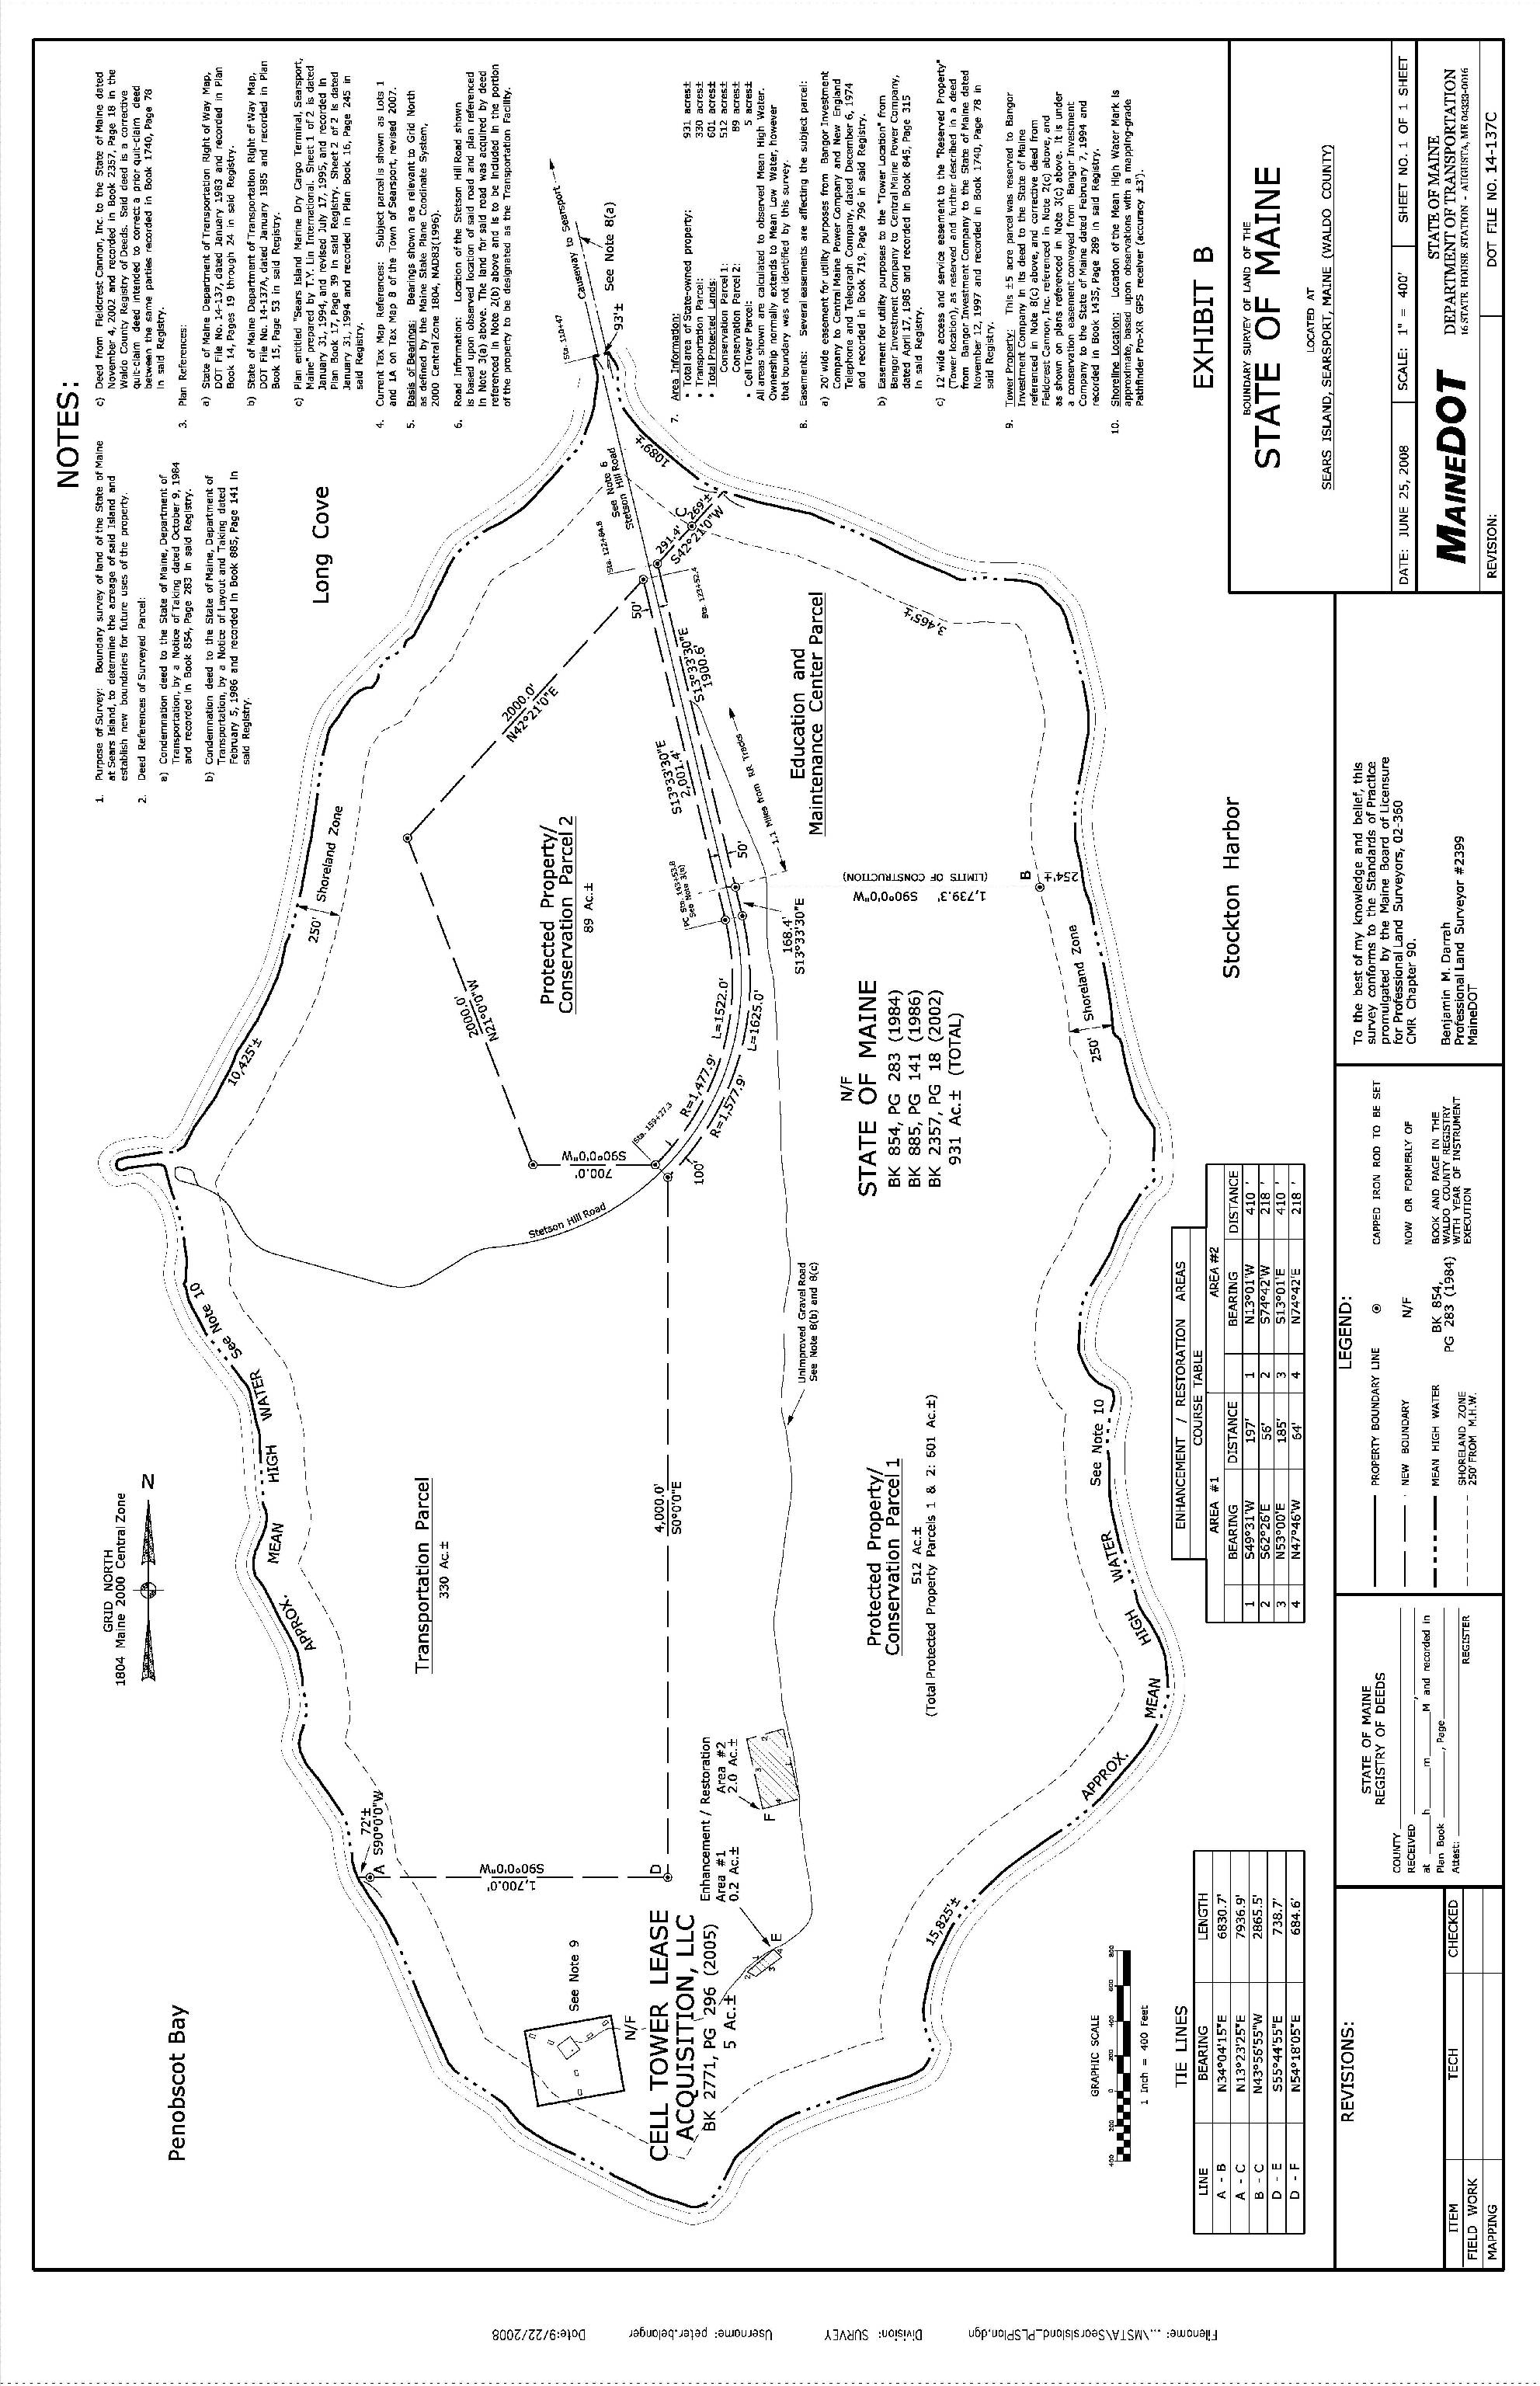 NOTES:
1. Purpose of Survey: Boundary survey of land of the State of Maine
at Sears Island, to determine the acreage of said Island and
establish new boundaries for future uses of the property.
2. Deed References of Surveyed Parcel:
a) Condemnation deed to the State of Maine, Department of
Transportation, by a Notice of Taking dated October 9, 1984
and recorded in Book 854, Page 283 in said Registry.
b) Condemnation deed to the State of Maine, Department of
Transportation, by a Notice of Layout and Taking dated
February 5, 1986 and recorded in Book 885, Page 141 in
said Registry.
c) Deed from Fieldcrest Cannon, Inc. to the State of Maine dated
November 4, 2002 and recorded in Book 2357, Page 18 in the
Waldo County Registry of Deeds. Said deed is a corrective
quit-claim deed intended to correct a prior quit-claim deed
between the same parties recorded in Book 1740, Page 78
in said Registry.
3. Plan References:
a) State of Maine Department of Transportation Right of Way Map,
DOT File No. 14-137, dated January 1983 and recorded in Plan
Book 14, Pages 19 through 24 in said Registry.
b) State of Maine Department of Transportation Right of Way Map,
DOT File No. 14-137A, dated January 1985 and recorded in Plan
Book 15, Page 53 in said Registry.
c) Plan entitled "Sears Island Marine Dry Cargo Terminal, Searsport,
Maine" prepared by T.Y. Lin International. Sheet 1 of 2 is dated
January 31, 1994, and revised July 17, 1995, and recorded in
Plan Book 17, Page 39 in said Registry. Sheet 2 of 2 is dated
January 31, 1994 and recorded in Plan Book 16, Page 245 in
said Registry.
4. Current Tax Map References: Subject parcel is shown as Lots 1
and 1A on Tax Map 8 of the Town of Searsport, revised 2007.
5. Basis of Bearings: Bearings shown are relevant to Grid North
as defined by the Maine State Plane Coordinate System,
2000 Central Zone 1804, NAD83(1996).
6. Road Information: Location of the Stetson Hill Road shown
is based upon observed location of said road and plan referenced
in Note 3(a) above. The land for said road was acquired by deed
referenced in Note 2(b) above and is to be included in the portion
of the property to be designated as the Transportation Facility.
7. Area Information:
• Total area of State-owned property: 931 acres±
• Transportation Parcel: 330 acres±
• Total Protected Lands: 601 acres±
Conservation Parcel 1: 512 acres±
Conservation Parcel 2: 89 acres±
• Cell Tower Parcel: 5 acres±
All areas shown are calculated to observed Mean High Water.
Ownership normally extends to Mean Low Water, however
that boundary was not identified by this survey.
8. Easements: Several easements are affecting the subject parcel:
a) 20' wide easement for utility purposes from Bangor Investment
Company to Central Maine Power Company and New England
Telephone and Telegraph Company, dated December 6, 1974
and recorded in Book 719, Page 796 in said Registry.
b) Easement for utility purposes to the "Tower Location" from
Bangor Investment Company to Central Maine Power Company,
dated April 17, 1985 and recorded in Book 845, Page 315
in said Registry.
c) 12' wide access and service easement to the "Reserved Property"
(Tower location), as reserved and further described in a deed
from Bangor Investment Company to the State of Maine dated
November 12, 1997 and recorded in Book 1740, Page 78 in
said Registry.
9. Tower Property: This ±5 acre parcel was reserved to Bangor
Investment Company in its deed to the State of Maine
referenced in Note 8(c) above, and corrective deed from
Fieldcrest Cannon, Inc. referenced in Note 2(c) above, and
as shown on plans referenced in Note 3(c) above. It is under
a conservation easement conveyed from Bangor Investment
Company to the State of Maine dated February 7, 1994 and
recorded in Book 1435, Page 289 in said Registry.
10. Shoreline Location: Location of the Mean High Water Mark is
approximate, based upon observations with a mapping-grade
Pathfinder Pro-XR GPS receiver (accuracy ±3').
Penobscot Bay
GRID NORTH
1804 Maine 2000 Central Zone
N
Long Cove
Causeway to Searsport
Sta. 110+47
See Note 8(a)
93'±
1089'±
10,425'±
250'
Shoreland Zone
See Note 6
Stetson Hill Road
Sta. 122+84.8
Sta. 123+52.4
291.4'
S42°21'0"W
C
269'±
50'
2000.0'
N42°21'0"E
S13°33'30"E
2,001.4'
S13°33'30"E
1900.6'
1.1 Miles from RR Tracks
Protected Property/
Conservation Parcel 2
89 Ac.±
2000.0'
N21°0'0"W
PC Sta. 143+53.8
See Note 3(a)
50'
168.4'
S13°33'30"E
R=1,477.9' L=1522.0'
R=1,577.9' L=1625.0'
Sta. 159+27.3
100'
700.0'
S90°0'0"W
Stetson Hill Road
Education and
Maintenance Center Parcel
3,465'±
1,739.3' S90°0'0"W
(LIMITS OF CONSTRUCTION)
B
254'±
Shoreland Zone
250'
Stockton Harbor
N/F
STATE OF MAINE
BK 854, PG 283 (1984)
BK 885, PG 141 (1986)
BK 2357, PG 18 (2002)
931 Ac.± (TOTAL)
See Note 10
APPROX. MEAN HIGH WATER
Transportation Parcel
330 Ac.±
4,000.0'
S0°0'0"E
Unimproved Gravel Road
See Note 8(b) and 8(c)
Protected Property/
Conservation Parcel 1
512 Ac.±
(Total Protected Property Parcels 1 & 2: 601 Ac.±)
See Note 10
APPROX. MEAN HIGH WATER
72'±
S90°0'0"W
A
1,700.0'
S90°0'0"W
D
Enhancement / Restoration
Area #1
0.2 Ac.±
Area #2
2.0 Ac.±
F
1
2
3
4
E
1
2
3
4
See Note 9
N/F
CELL TOWER LEASE
ACQUISITION, LLC
BK 2771, PG 296 (2005)
5 Ac.±
15,825'±
GRAPHIC SCALE
400 200 0 200 400 600 800
1 inch = 400 Feet
TIE LINES
LINE BEARING LENGTH
A - B N34°04'15"E 6830.7'
A - C N13°23'25"E 7936.9'
B - C N43°56'55"W 2865.5'
D - E S55°44'55"E 738.7'
D - F N54°18'05"E 684.6'
ENHANCEMENT / RESTORATION AREAS
COURSE TABLE
AREA #1 AREA #2
BEARING DISTANCE BEARING DISTANCE
1 S49°31'W 197' 1 N13°01'W 410 '
2 S62°26'E 56' 2 S74°42'W 218 '
3 N53°00'E 185' 3 S13°01'E 410 '
4 N47°46'W 64' 4 N74°42'E 218 '
REVISIONS:
ITEM TECH CHECKED
FIELD WORK
MAPPING
STATE OF MAINE
REGISTRY OF DEEDS
COUNTY
RECEIVED ,
at h m M and recorded in
Plan Book , Page
Attest:
REGISTER
LEGEND:
PROPERTY BOUNDARY LINE
NEW BOUNDARY
MEAN HIGH WATER
SHORELAND ZONE
250' FROM M.H.W.
CAPPED IRON ROD TO BE SET
N/F NOW OR FORMERLY OF
BK 854,
PG 283 (1984)
BOOK AND PAGE IN THE
WALDO COUNTY REGISTRY
WITH YEAR OF INSTRUMENT
EXECUTION
To the best of my knowledge and belief, this
survey conforms to the Standards of Practice
promulgated by the Maine Board of Licensure
for Professional Land Surveyors, 02-360
CMR Chapter 90.
Benjamin M. Darrah
Professional Land Surveyor #2399
MaineDOT
EXHIBIT B
BOUNDARY SURVEY OF LAND OF THE
STATE OF MAINE
LOCATED AT
SEARS ISLAND, SEARSPORT, MAINE (WALDO COUNTY)
DATE: JUNE 25, 2008 SCALE: 1" = 400' SHEET NO. 1 OF 1 SHEET
MAINEDOT
STATE OF MAINE
DEPARTMENT OF TRANSPORTATION
16 STATE HOUSE STATION - AUGUSTA, ME 04333-0016
REVISION: DOT FILE NO. 14-137C
Filename: ...\MSTA\SearsIsland_PLSPlan.dgn Division: SURVEY Username: peter.belanger Date:9/22/2008